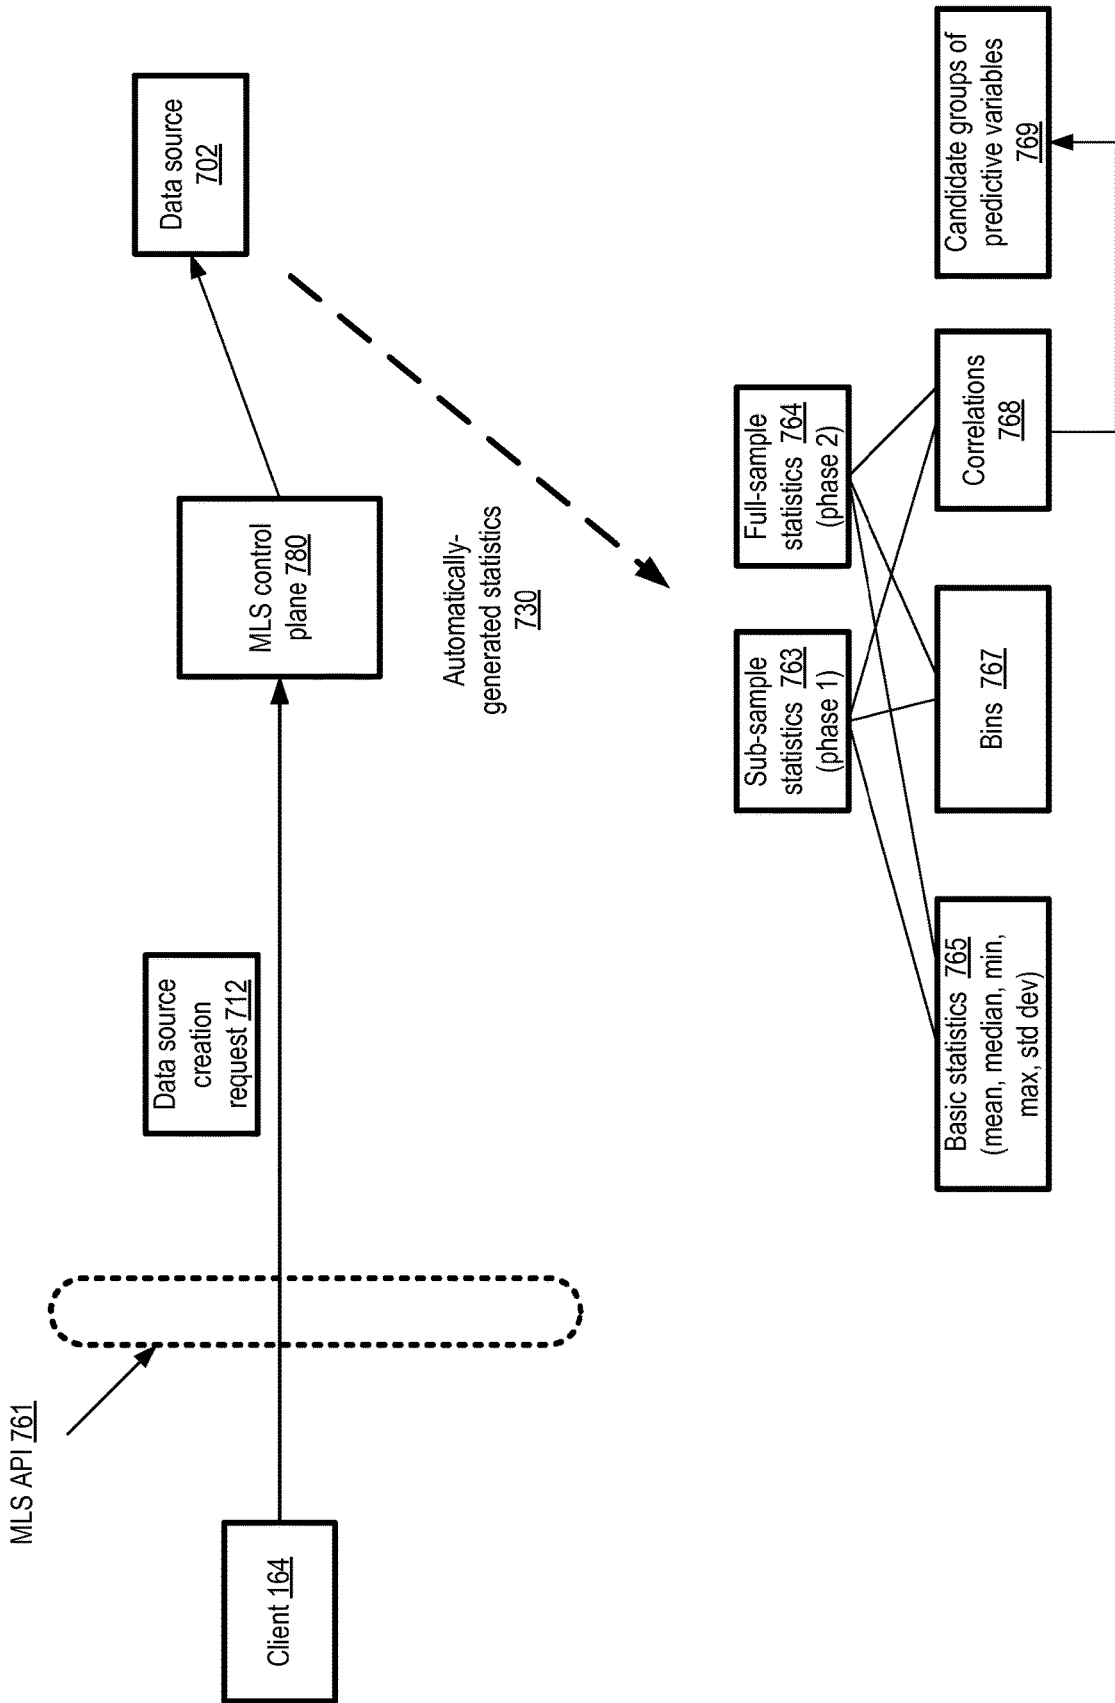 MLS API 761
Client 164
Data source
creation
request 712
MLS control
plane 780
Data source
702
Automatically-
generated statistics
730
Sub-sample
statistics 763
(phase 1)
Full-sample
statistics 764
(phase 2)
Basic statistics 765
(mean, median, min,
max, std dev)
Bins 767
Correlations
768
Candidate groups of
predictive variables
769